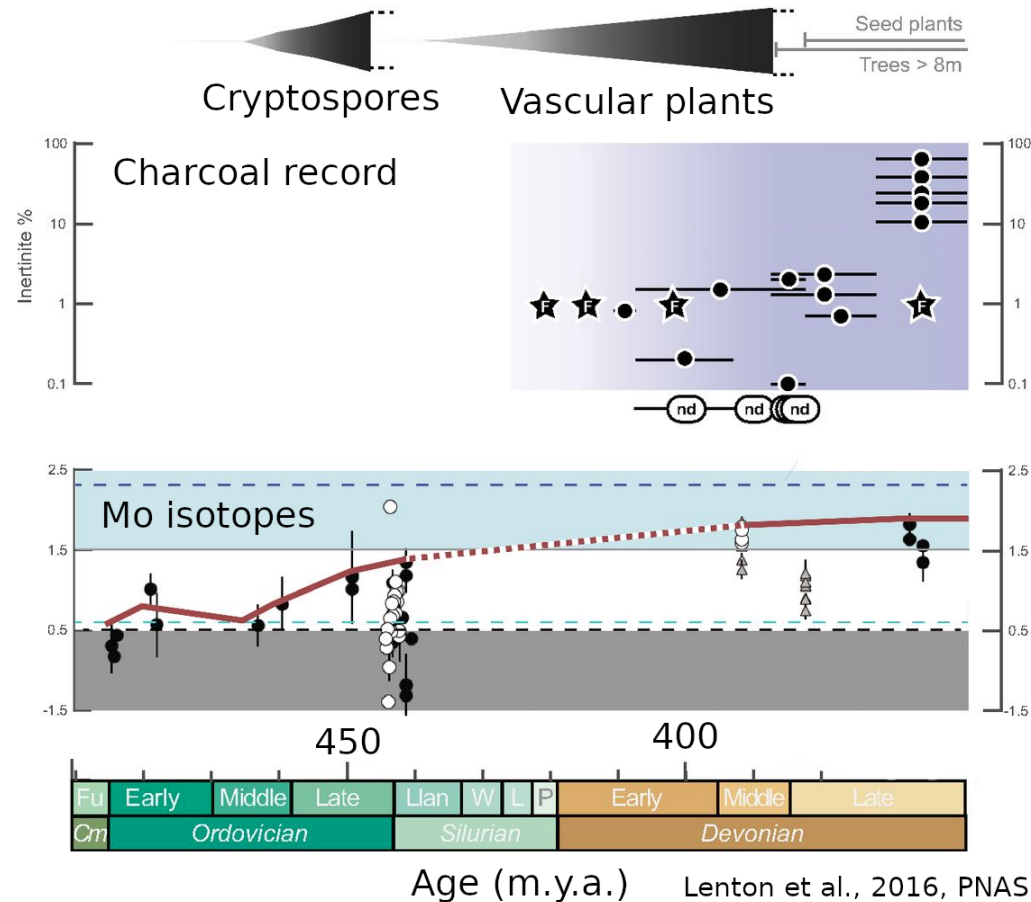 Seed plants
Trees > 8m
Cryptospores
Vascular plants
Charcoal record
Inertinite %
100
10
1
0.1
100
10
1
0.1
F
F
F
F
nd
nd
nd
Mo isotopes
2.5
1.5
0.5
-1.5
2.5
1.5
0.5
-1.5
450
400
Fu Early Middle Late Llan W L P Early Middle Late
Cm Ordovician Silurian Devonian
Age (m.y.a.)
Lenton et al., 2016, PNAS